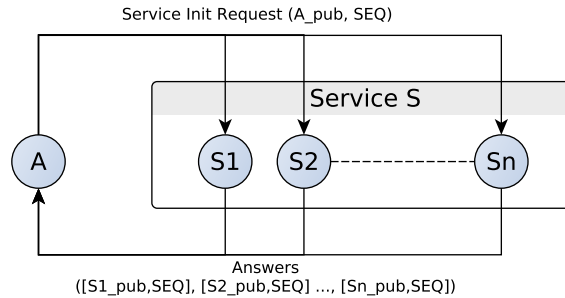 Service Init Request (A_pub, SEQ)
Service S
A
S1
S2
Sn
Answers
([S1_pub,SEQ], [S2_pub,SEQ] ..., [Sn_pub,SEQ])